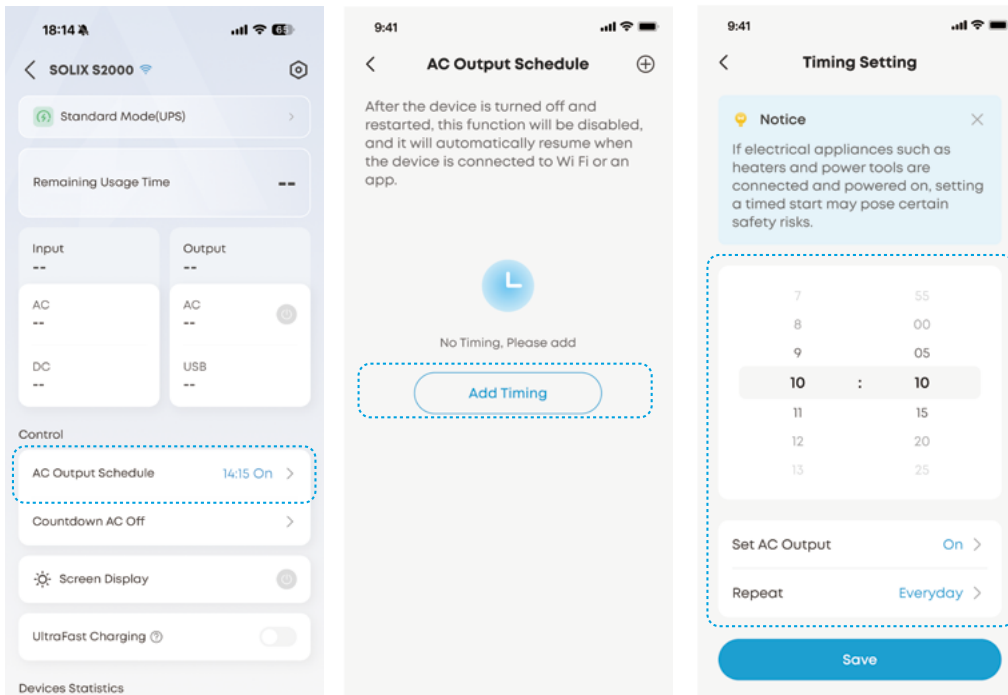 18:14
65
SOLIX S2000
Standard Mode(UPS)
Remaining Usage Time
--
Input
--
Output
--
AC
--
AC
--
DC
--
USB
--
Control
AC Output Schedule
14:15 On
Countdown AC Off
Screen Display
UltraFast Charging
Devices Statistics
9:41
AC Output Schedule
After the device is turned off and
restarted, this function will be disabled,
and it will automatically resume when
the device is connected to Wi Fi or an
app.
No Timing, Please add
Add Timing
9:41
Timing Setting
Notice
If electrical appliances such as
heaters and power tools are
connected and powered on, setting
a timed start may pose certain
safety risks.
7 55
8 00
9 05
10 : 10
11 15
12 20
13 25
Set AC Output
On
Repeat
Everyday
Save